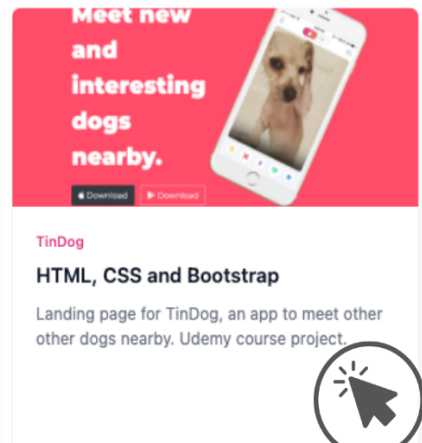 Meet new
and
interesting
dogs
nearby.
Download
Download
TinDog
HTML, CSS and Bootstrap
Landing page for TinDog, an app to meet other
other dogs nearby. Udemy course project.